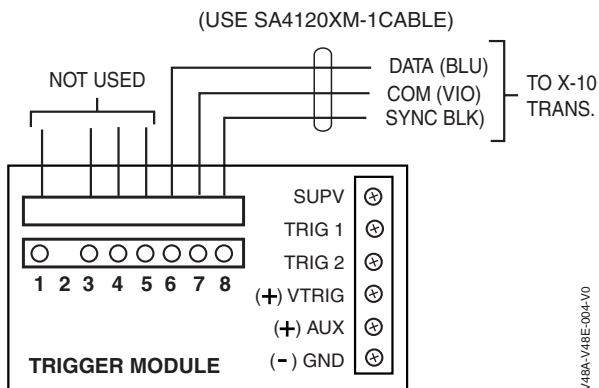 (USE SA4120XM-1CABLE)
NOT USED
DATA (BLU)
COM (VIO)
SYNC BLK)
TO X-10
TRANS.
SUPV
TRIG 1
TRIG 2
(+) VTRIG
(+) AUX
(-) GND
1 2 3 4 5 6 7 8
TRIGGER MODULE
V48A-V48E-004-V0